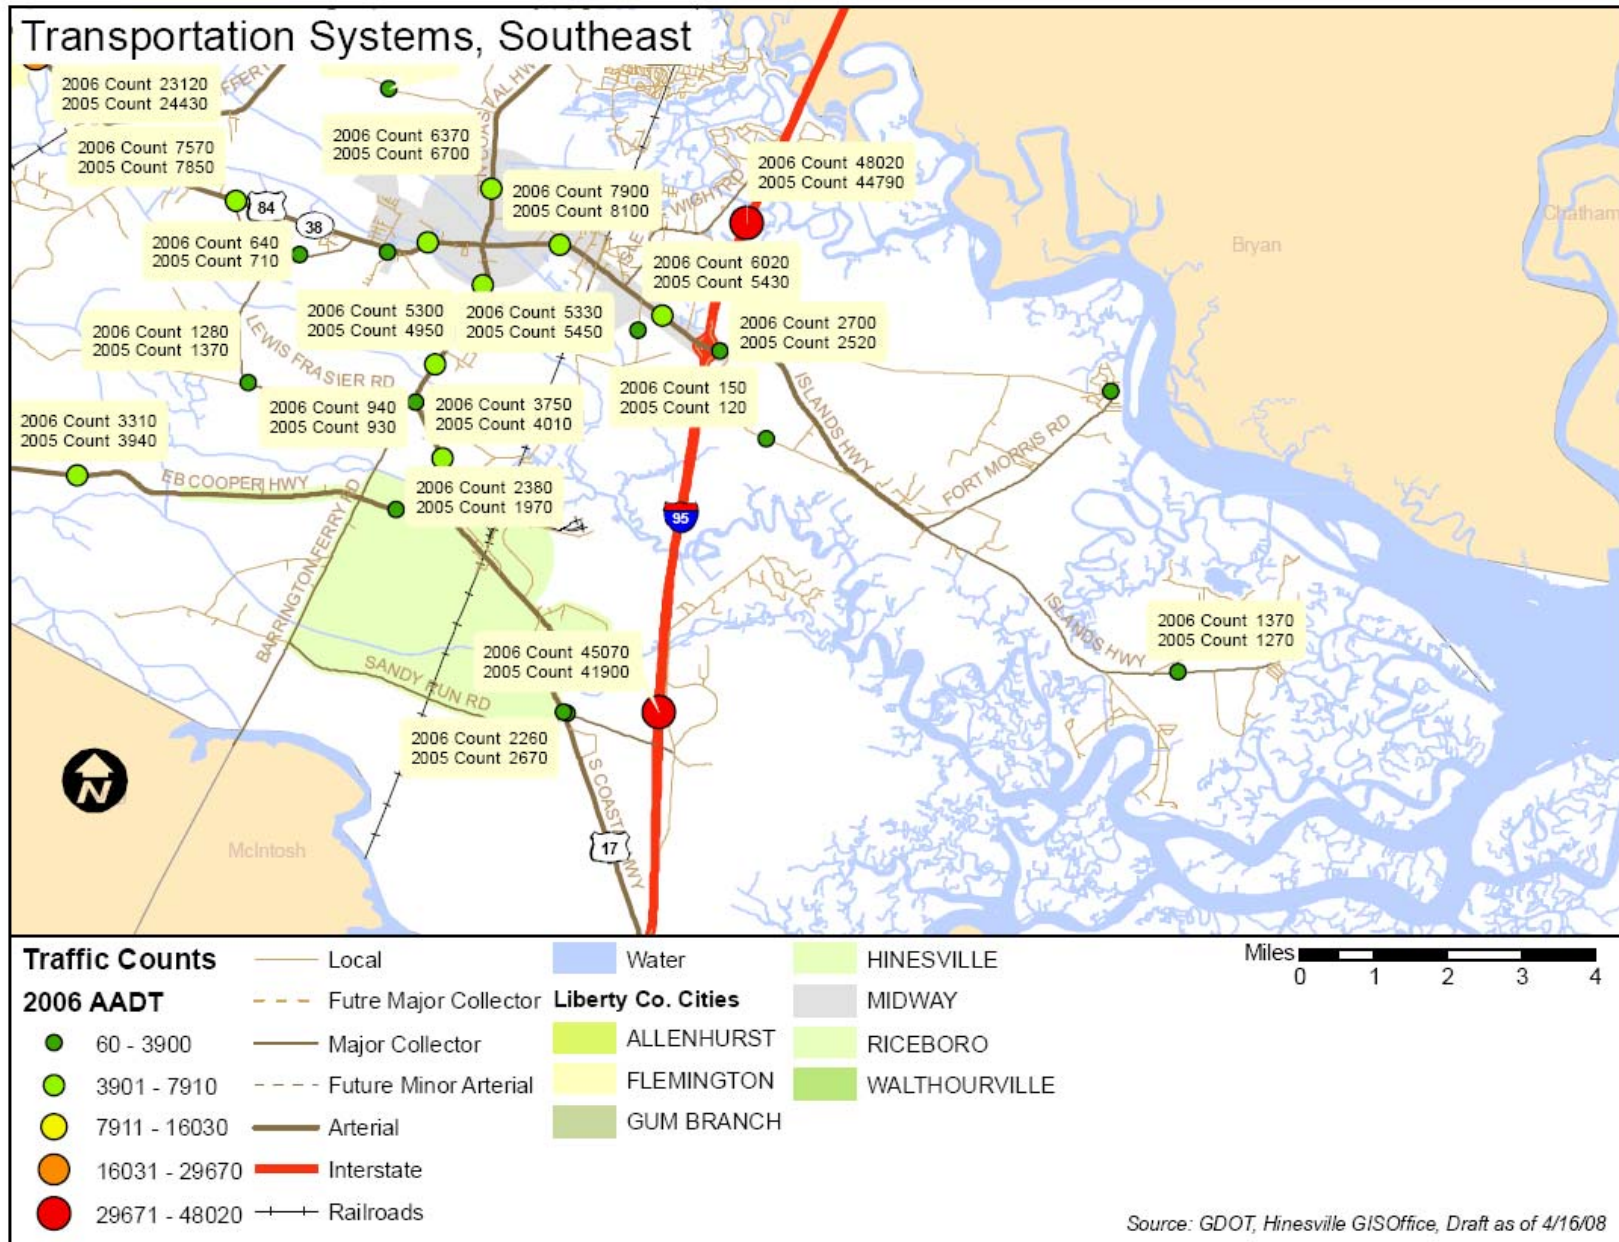 Transportation Systems, Southeast
2006 Count 23120
2005 Count 24430
2006 Count 7570
2005 Count 7850
2006 Count 6370
2005 Count 6700
2006 Count 7900
2005 Count 8100
2006 Count 48020
2005 Count 44790
84
38
WIGHT RD
Chatham
Bryan
2006 Count 640
2005 Count 710
2006 Count 6020
2005 Count 5430
2006 Count 5300
2005 Count 4950
2006 Count 5330
2005 Count 5450
2006 Count 2700
2005 Count 2520
2006 Count 1280
2005 Count 1370
LEWIS FRASIER RD
2006 Count 940
2005 Count 930
2006 Count 3750
2005 Count 4010
2006 Count 150
2005 Count 120
ISLANDS HWY
FORT MORRIS RD
2006 Count 3310
2005 Count 3940
EB COOPER HWY
2006 Count 2380
2005 Count 1970
95
BARRINGTON FERRY RD
ISLANDS HWY
2006 Count 1370
2005 Count 1270
2006 Count 45070
2005 Count 41900
SANDY RUN RD
2006 Count 2260
2005 Count 2670
N
S COAST
WY
17
McIntosh
Traffic Counts
2006 AADT
60 - 3900
3901 - 7910
7911 - 16030
16031 - 29670
29671 - 48020
Local
Futre Major Collector
Major Collector
Future Minor Arterial
Arterial
Interstate
Railroads
Water
Liberty Co. Cities
ALLENHURST
FLEMINGTON
GUM BRANCH
HINESVILLE
MIDWAY
RICEBORO
WALTHOURVILLE
Miles
0 1 2 3 4
Source: GDOT, Hinesville GISOffice, Draft as of 4/16/08